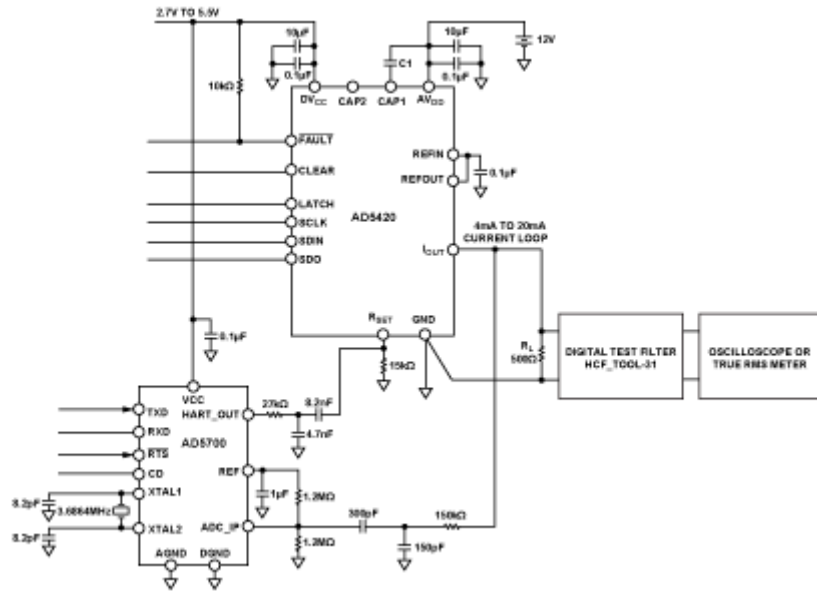 2.7V TO 5.5V
10µF
0.1µF
10kΩ
C1
10µF
0.1µF
12V
DVCC
CAP2
CAP1
AVDD
FAULT
CLEAR
LATCH
SCLK
SDIN
SDO
AD5420
REFIN
REFOUT
0.1µF
4mA TO 20mA
CURRENT LOOP
IOUT
RSET
GND
0.1µF
15kΩ
RL
500Ω
DIGITAL TEST FILTER
HCF_TOOL-31
OSCILLOSCOPE OR
TRUE RMS METER
VCC
TXD
RXD
RTS
CD
XTAL1
XTAL2
HART_OUT
AD5700
REF
ADC_IP
AGND
DGND
27kΩ
8.2nF
4.7nF
1µF
1.2MΩ
1.2MΩ
300pF
150kΩ
150pF
8.2pF
3.6864MHz
8.2pF